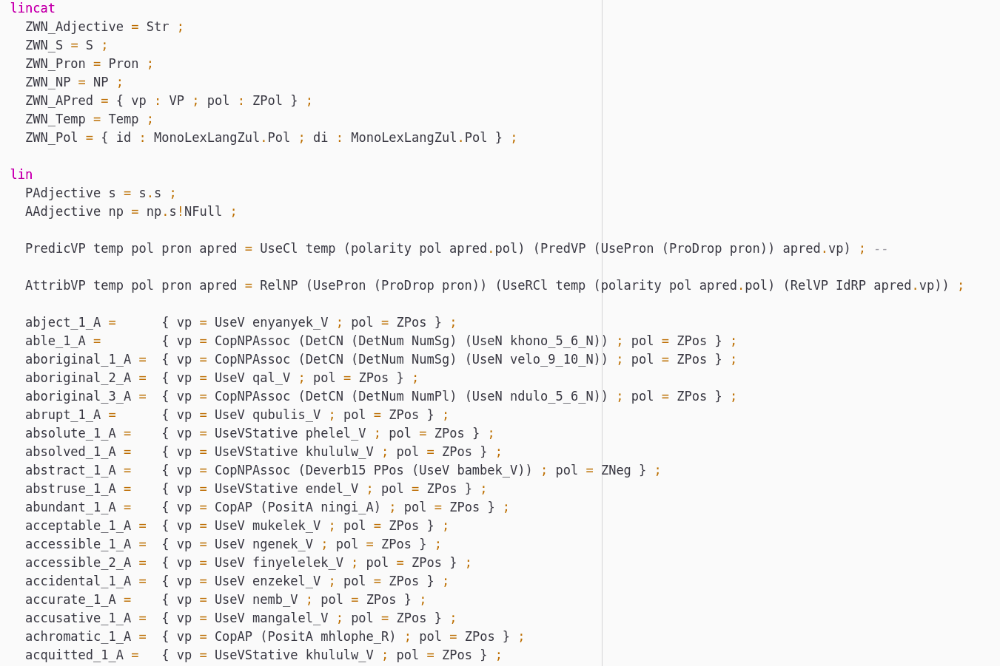 lincat
  ZWN_Adjective = Str ;
  ZWN_S = S ;
  ZWN_Pron = Pron ;
  ZWN_NP = NP ;
  ZWN_APred = { vp : VP ; pol : ZPol } ;
  ZWN_Temp = Temp ;
  ZWN_Pol = { id : MonoLexLangZul.Pol ; di : MonoLexLangZul.Pol } ;

lin
  PAdjective s = s.s ;
  AAdjective np = np.s!NFull ;

  PredicVP temp pol pron apred = UseCl temp (polarity pol apred.pol) (PredVP (UsePron (ProDrop pron)) apred.vp) ; --

  AttribVP temp pol pron apred = RelNP (UsePron (ProDrop pron)) (UseRCl temp (polarity pol apred.pol) (RelVP IdRP apred.vp)) ;

  abject_1_A =      { vp = UseV enyanyek_V ; pol = ZPos } ;
  able_1_A =        { vp = CopNPAssoc (DetCN (DetNum NumSg) (UseN khono_5_6_N)) ; pol = ZPos } ;
  aboriginal_1_A =  { vp = CopNPAssoc (DetCN (DetNum NumSg) (UseN velo_9_10_N)) ; pol = ZPos } ;
  aboriginal_2_A =  { vp = UseV qal_V ; pol = ZPos } ;
  aboriginal_3_A =  { vp = CopNPAssoc (DetCN (DetNum NumPl) (UseN ndulo_5_6_N)) ; pol = ZPos } ;
  abrupt_1_A =      { vp = UseV qubulis_V ; pol = ZPos } ;
  absolute_1_A =    { vp = UseVStative phelel_V ; pol = ZPos } ;
  absolved_1_A =    { vp = UseVStative khululw_V ; pol = ZPos } ;
  abstract_1_A =    { vp = CopNPAssoc (Deverb15 PPos (UseV bambek_V)) ; pol = ZNeg } ;
  abstruse_1_A =    { vp = UseVStative endel_V ; pol = ZPos } ;
  abundant_1_A =    { vp = CopAP (PositA ningi_A) ; pol = ZPos } ;
  acceptable_1_A =  { vp = UseV mukelek_V ; pol = ZPos } ;
  accessible_1_A =  { vp = UseV ngenek_V ; pol = ZPos } ;
  accessible_2_A =  { vp = UseV finyelelek_V ; pol = ZPos } ;
  accidental_1_A =  { vp = UseV enzekel_V ; pol = ZPos } ;
  accurate_1_A =    { vp = UseV nemb_V ; pol = ZPos } ;
  accusative_1_A =  { vp = UseV mangalel_V ; pol = ZPos } ;
  achromatic_1_A =  { vp = CopAP (PositA mhlophe_R) ; pol = ZPos } ;
  acquitted_1_A =   { vp = UseVStative khululw_V ; pol = ZPos } ;